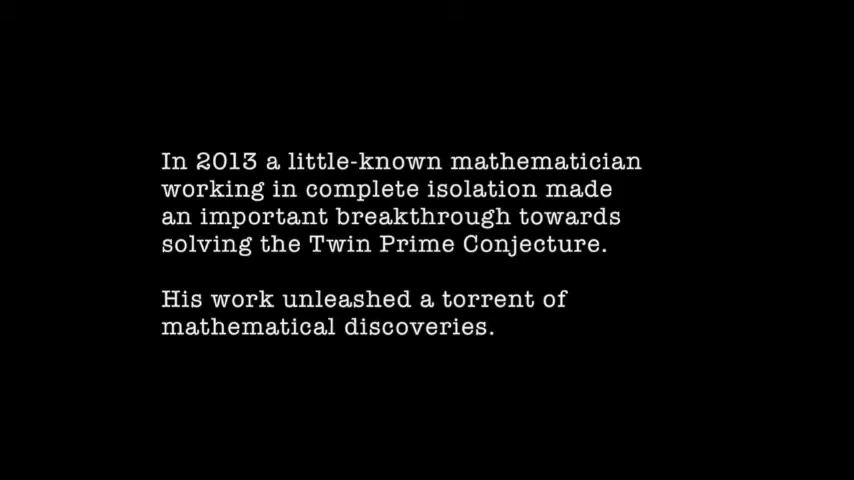 In 2013 a little-known mathematician
working in complete isolation made
an important breakthrough towards
solving the Twin Prime Conjecture.
His work unleashed a torrent of
mathematical discoveries.